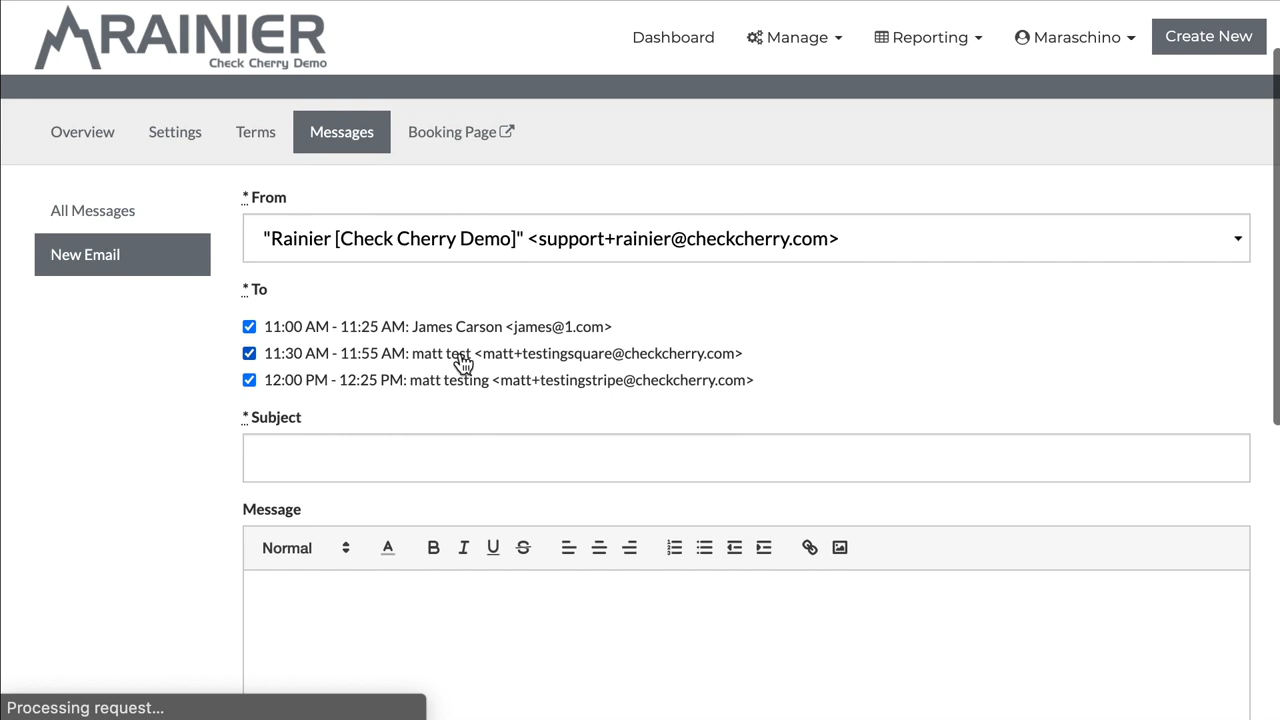 RAINIER
Check Cherry Demo
Dashboard Manage Reporting Maraschino Create New
Overview Settings Terms Messages Booking Page
All Messages
New Email
* From
"Rainier [Check Cherry Demo]" <support+rainier@checkcherry.com>
* To
11:00 AM - 11:25 AM: James Carson <james@1.com>
11:30 AM - 11:55 AM: matt test <matt+testingsquare@checkcherry.com>
12:00 PM - 12:25 PM: matt testing <matt+testingstripe@checkcherry.com>
* Subject
Message
Normal A B I U S
Processing request...